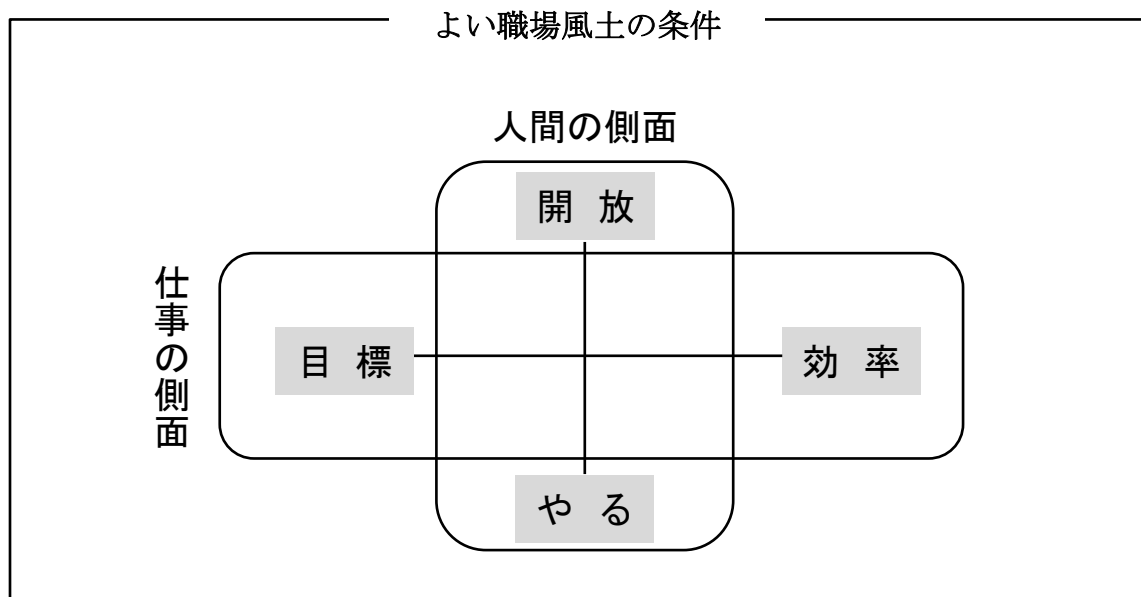 よい職場風土の条件
人間の側面
開 放
仕事の側面
目 標
効 率
や る